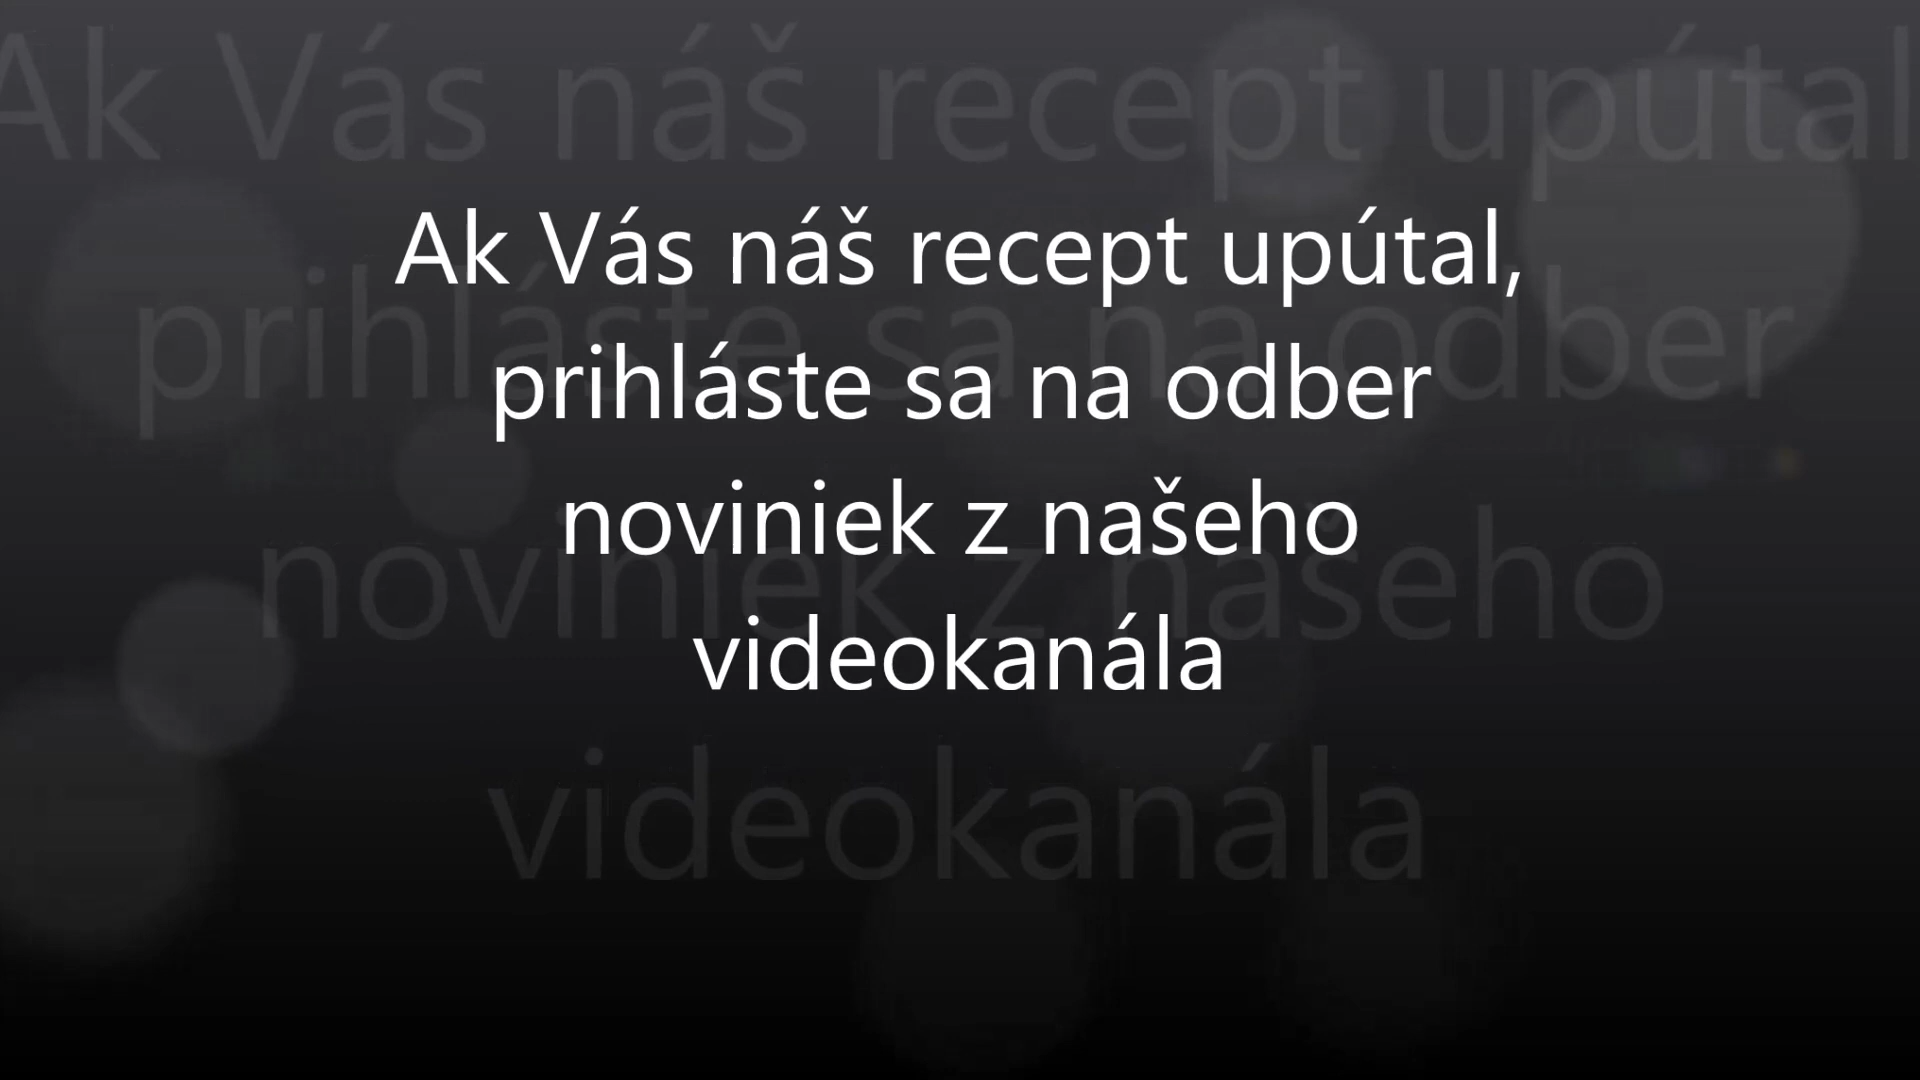 Ak Vás náš recept upútal,
prihláste sa na odber
noviniek z našeho
videokanála